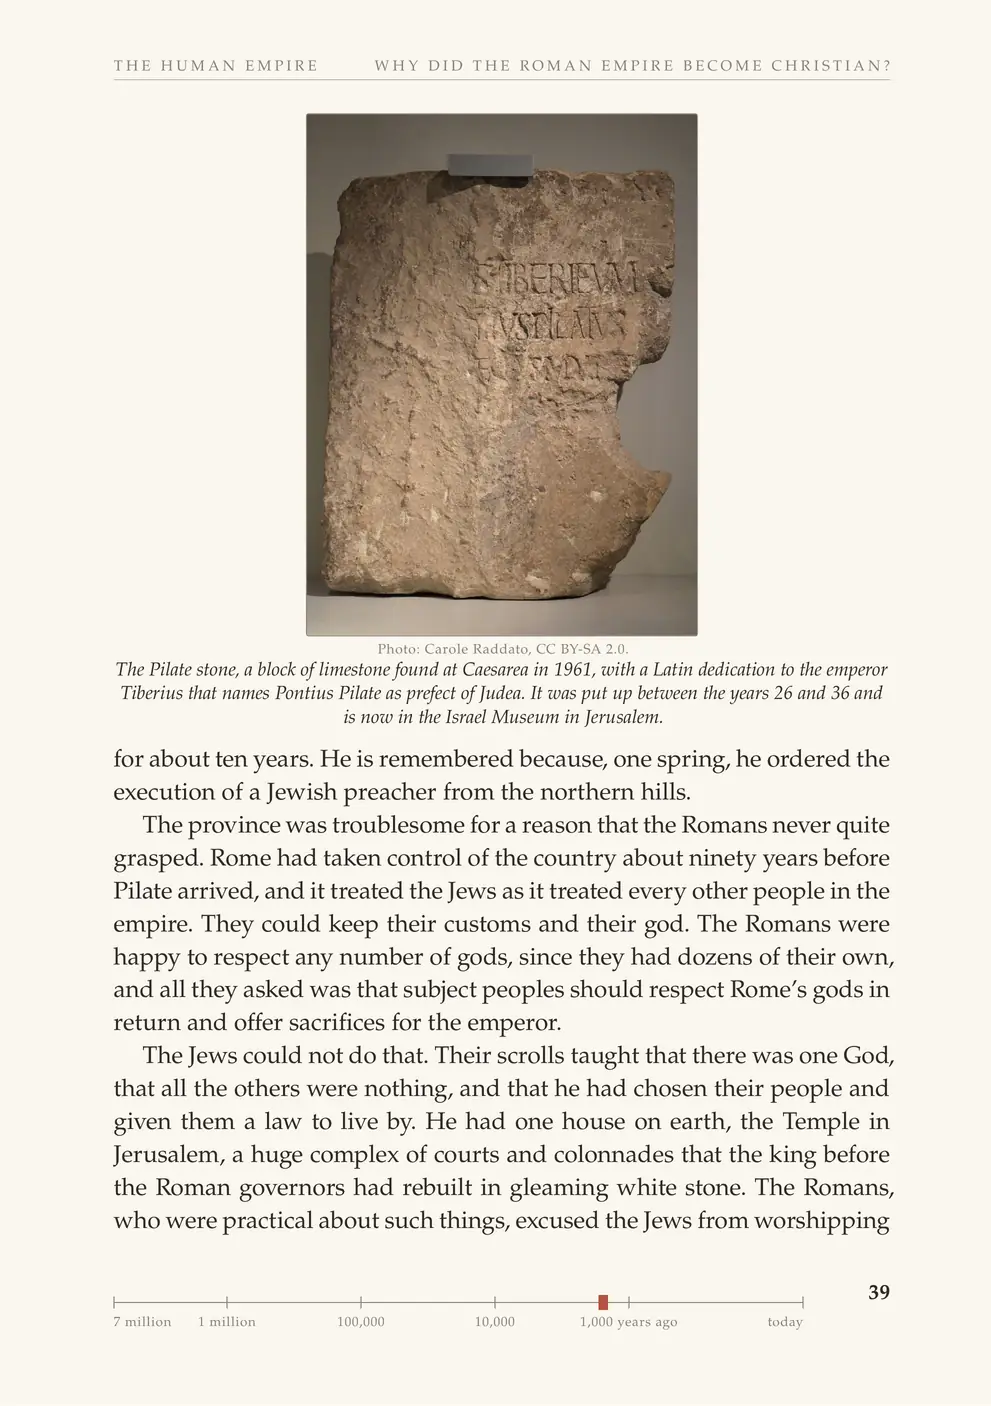 THE HUMAN EMPIRE WHY DID THE ROMAN EMPIRE BECOME CHRISTIAN?
S TIBERIEVM
TIVS PILATVS
Photo: Carole Raddato, CC BY-SA 2.0.
The Pilate stone, a block of limestone found at Caesarea in 1961, with a Latin dedication to the emperor
Tiberius that names Pontius Pilate as prefect of Judea. It was put up between the years 26 and 36 and
is now in the Israel Museum in Jerusalem.
for about ten years. He is remembered because, one spring, he ordered the
execution of a Jewish preacher from the northern hills.
The province was troublesome for a reason that the Romans never quite
grasped. Rome had taken control of the country about ninety years before
Pilate arrived, and it treated the Jews as it treated every other people in the
empire. They could keep their customs and their god. The Romans were
happy to respect any number of gods, since they had dozens of their own,
and all they asked was that subject peoples should respect Rome’s gods in
return and offer sacrifices for the emperor.
The Jews could not do that. Their scrolls taught that there was one God,
that all the others were nothing, and that he had chosen their people and
given them a law to live by. He had one house on earth, the Temple in
Jerusalem, a huge complex of courts and colonnades that the king before
the Roman governors had rebuilt in gleaming white stone. The Romans,
who were practical about such things, excused the Jews from worshipping
39
7 million 1 million 100,000 10,000 1,000 years ago today